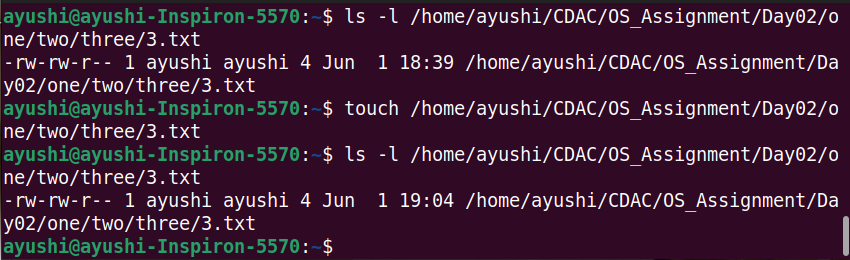 ayushi@ayushi-Inspiron-5570:~$ ls -l /home/ayushi/CDAC/OS_Assignment/Day02/o
ne/two/three/3.txt
-rw-rw-r-- 1 ayushi ayushi 4 Jun  1 18:39 /home/ayushi/CDAC/OS_Assignment/Da
y02/one/two/three/3.txt
ayushi@ayushi-Inspiron-5570:~$ touch /home/ayushi/CDAC/OS_Assignment/Day02/o
ne/two/three/3.txt
ayushi@ayushi-Inspiron-5570:~$ ls -l /home/ayushi/CDAC/OS_Assignment/Day02/o
ne/two/three/3.txt
-rw-rw-r-- 1 ayushi ayushi 4 Jun  1 19:04 /home/ayushi/CDAC/OS_Assignment/Da
y02/one/two/three/3.txt
ayushi@ayushi-Inspiron-5570:~$